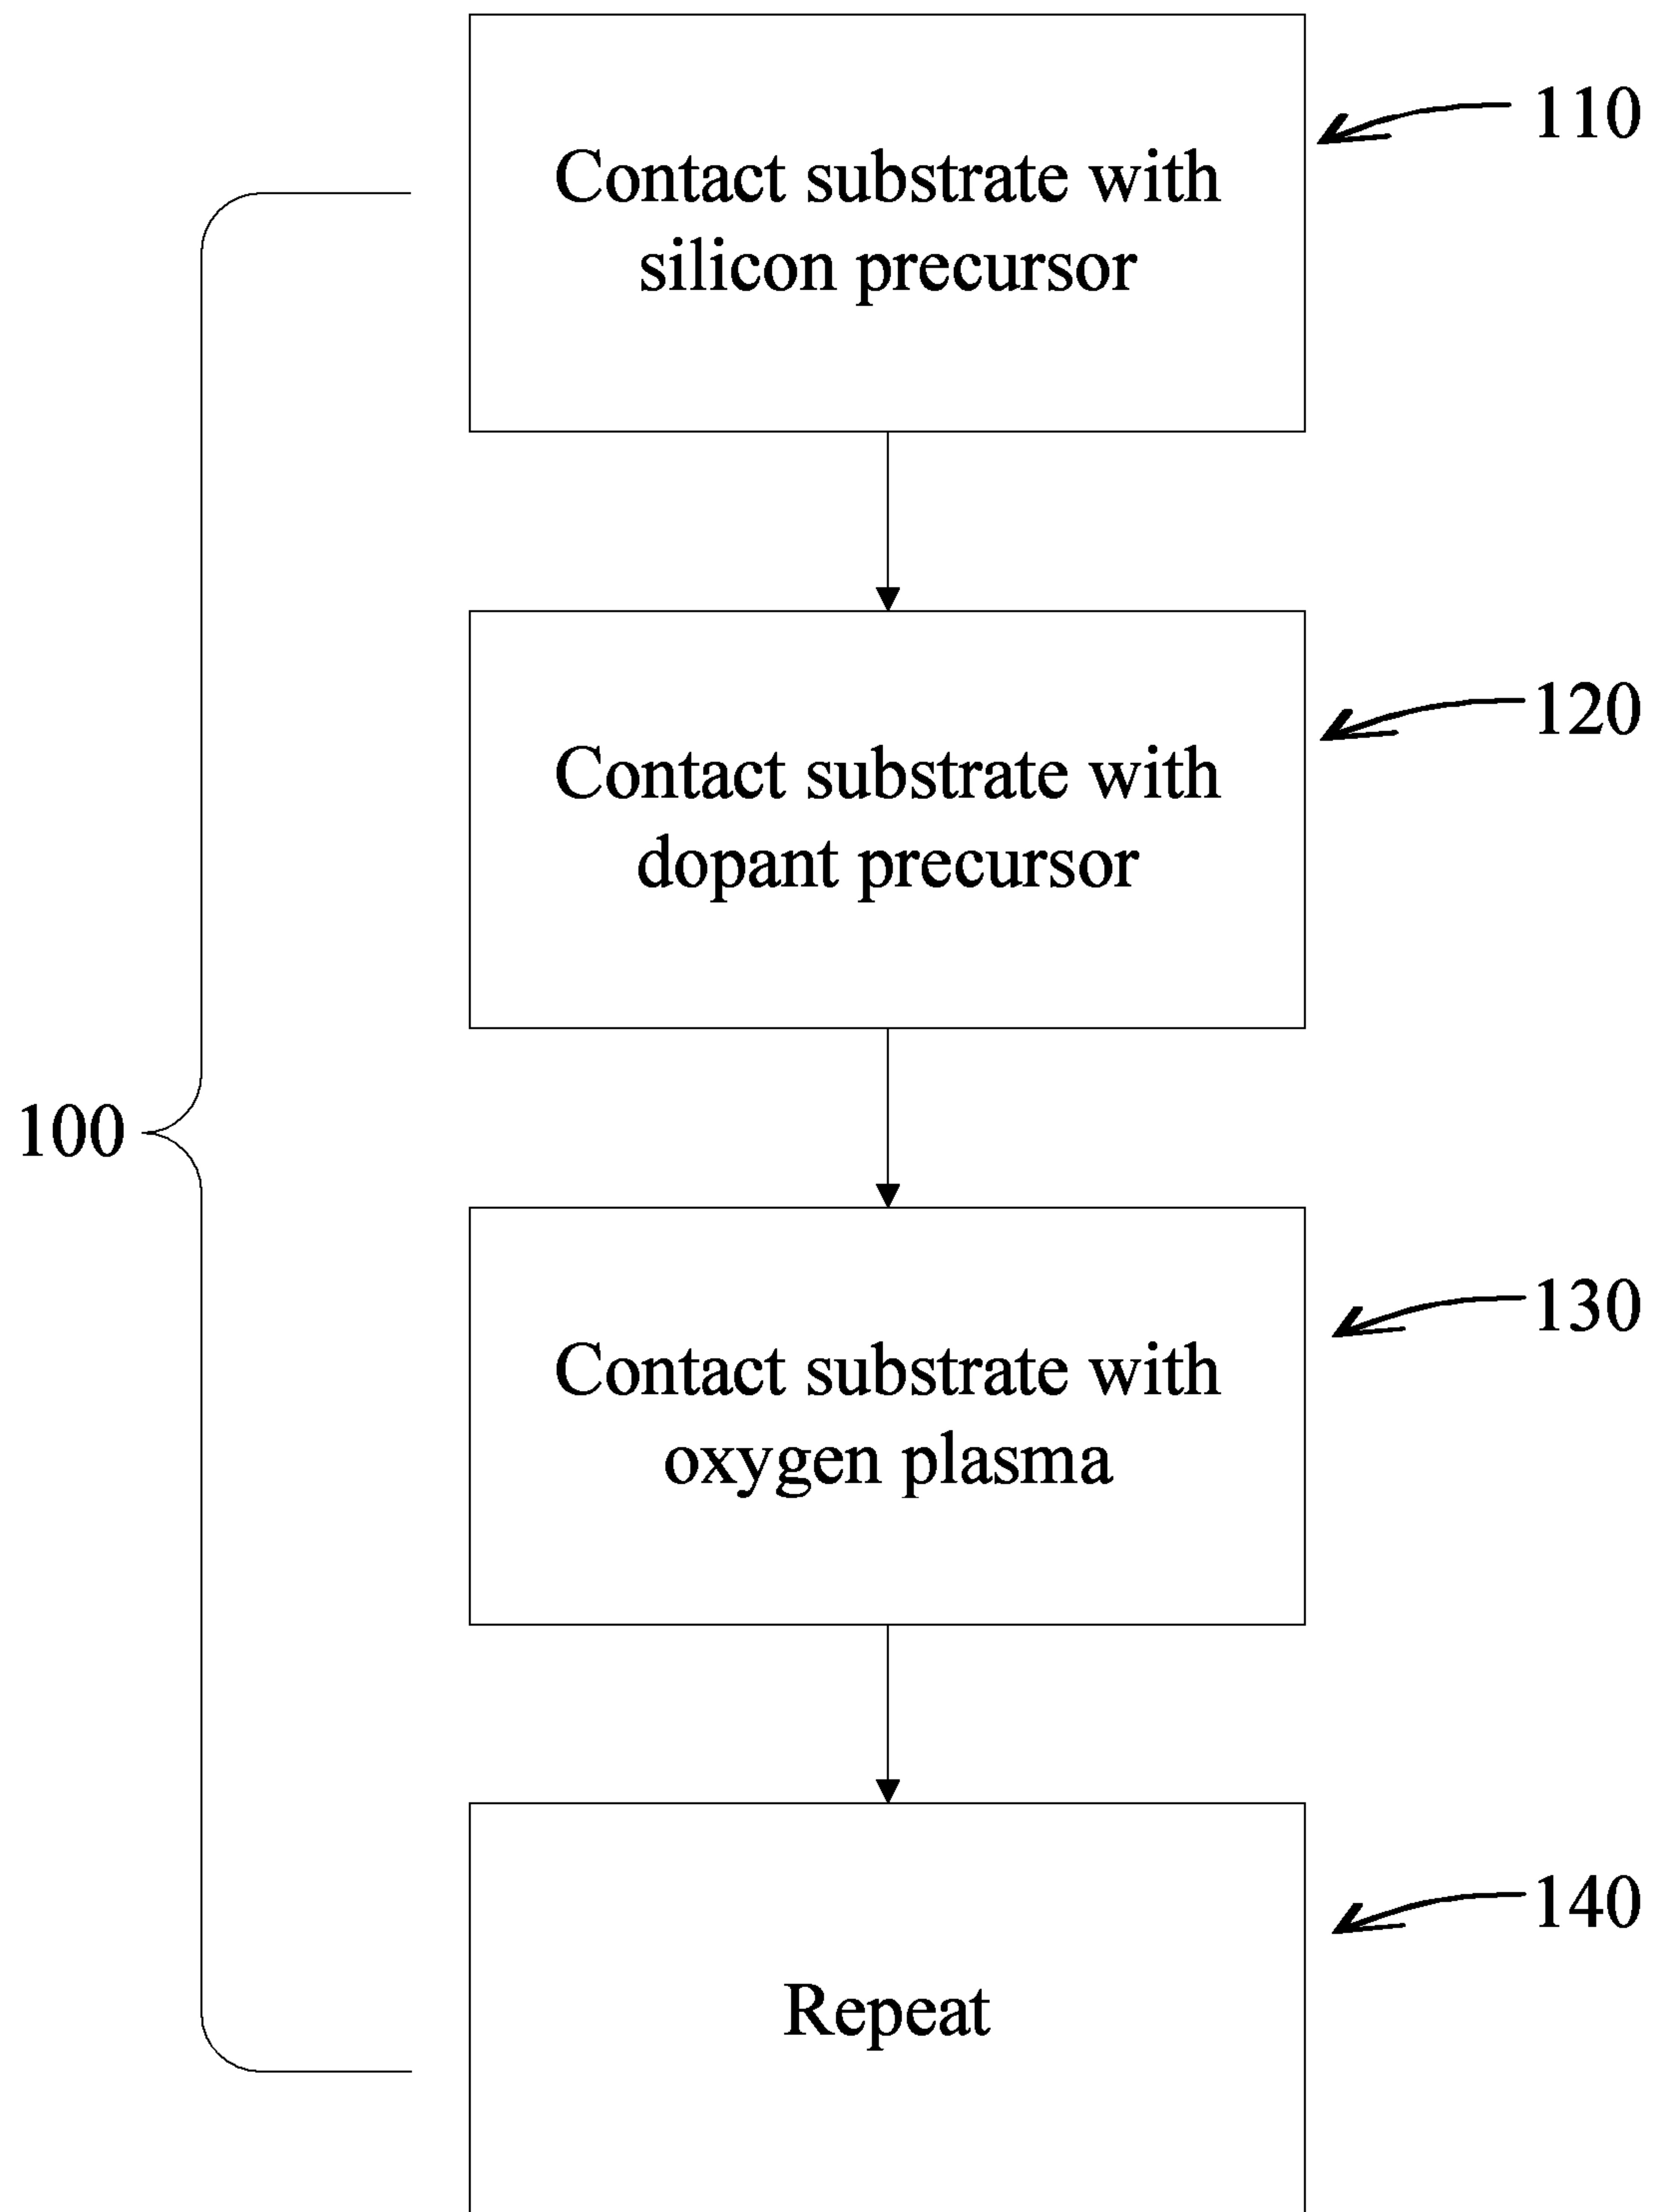 110
Contact substrate with
silicon precursor
120
Contact substrate with
dopant precursor
100
130
Contact substrate with
oxygen plasma
140
Repeat